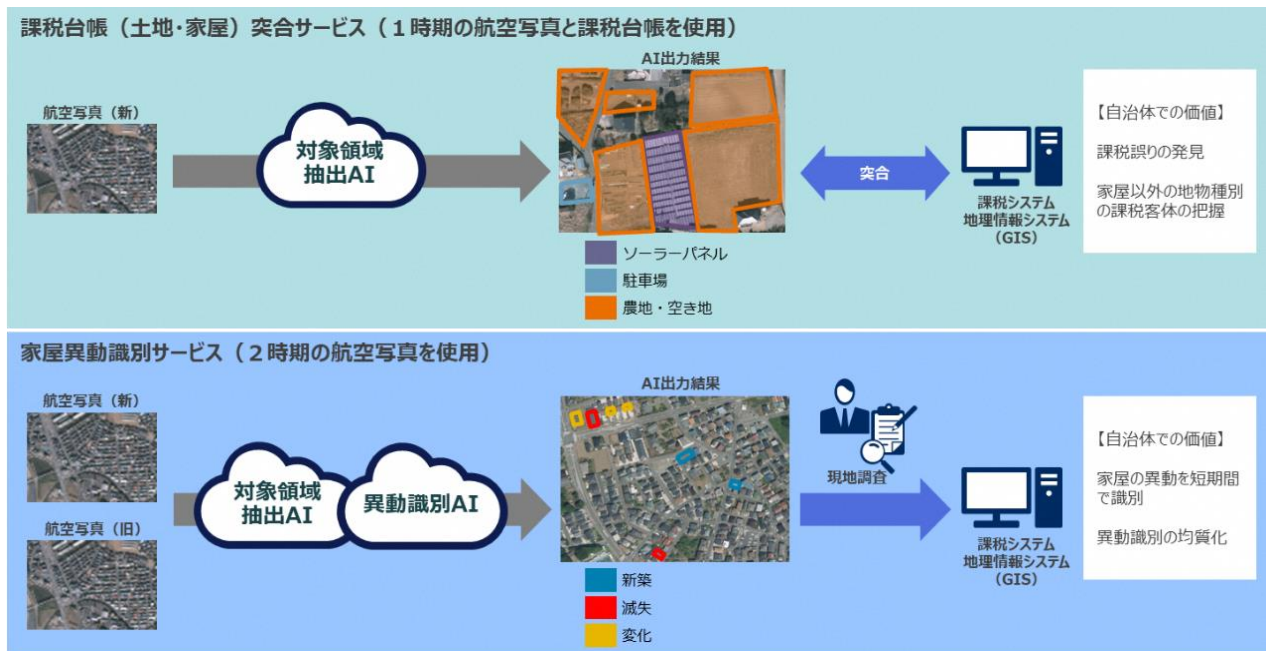 課税台帳（土地・家屋）突合サービス（１時期の航空写真と課税台帳を使用）
航空写真（新）
対象領域
抽出AI
AI出力結果
ソーラーパネル
駐車場
農地・空き地
突合
課税システム
地理情報システム
（GIS）
【自治体での価値】
課税誤りの発見
家屋以外の地物種別
の課税客体の把握
家屋異動識別サービス（２時期の航空写真を使用）
航空写真（新）
航空写真（旧）
対象領域
抽出AI
異動識別AI
AI出力結果
新築
滅失
変化
現地調査
課税システム
地理情報システム
（GIS）
【自治体での価値】
家屋の異動を短期間
で識別
異動識別の均質化